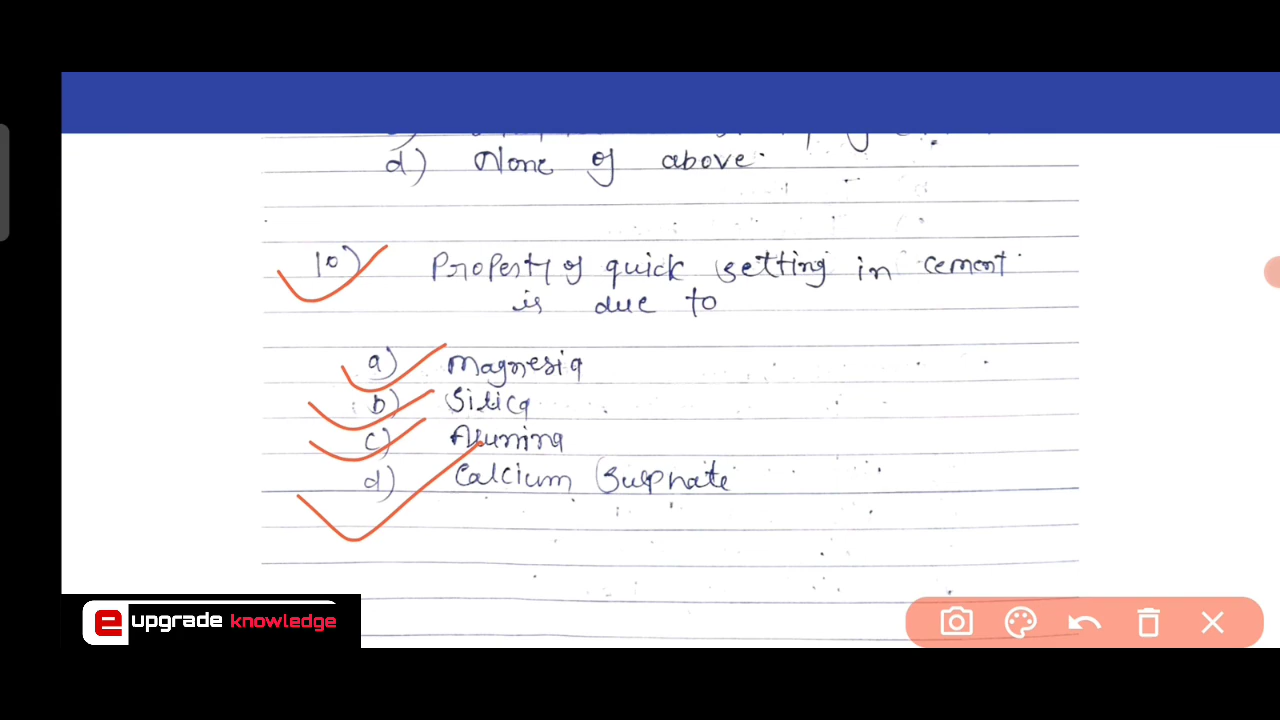 d) None of above.
10) Property of quick setting in cement
is due to
a) Magnesia
b) Silica
c) Alumina
d) Calcium Sulphate
e upgrade knowledge